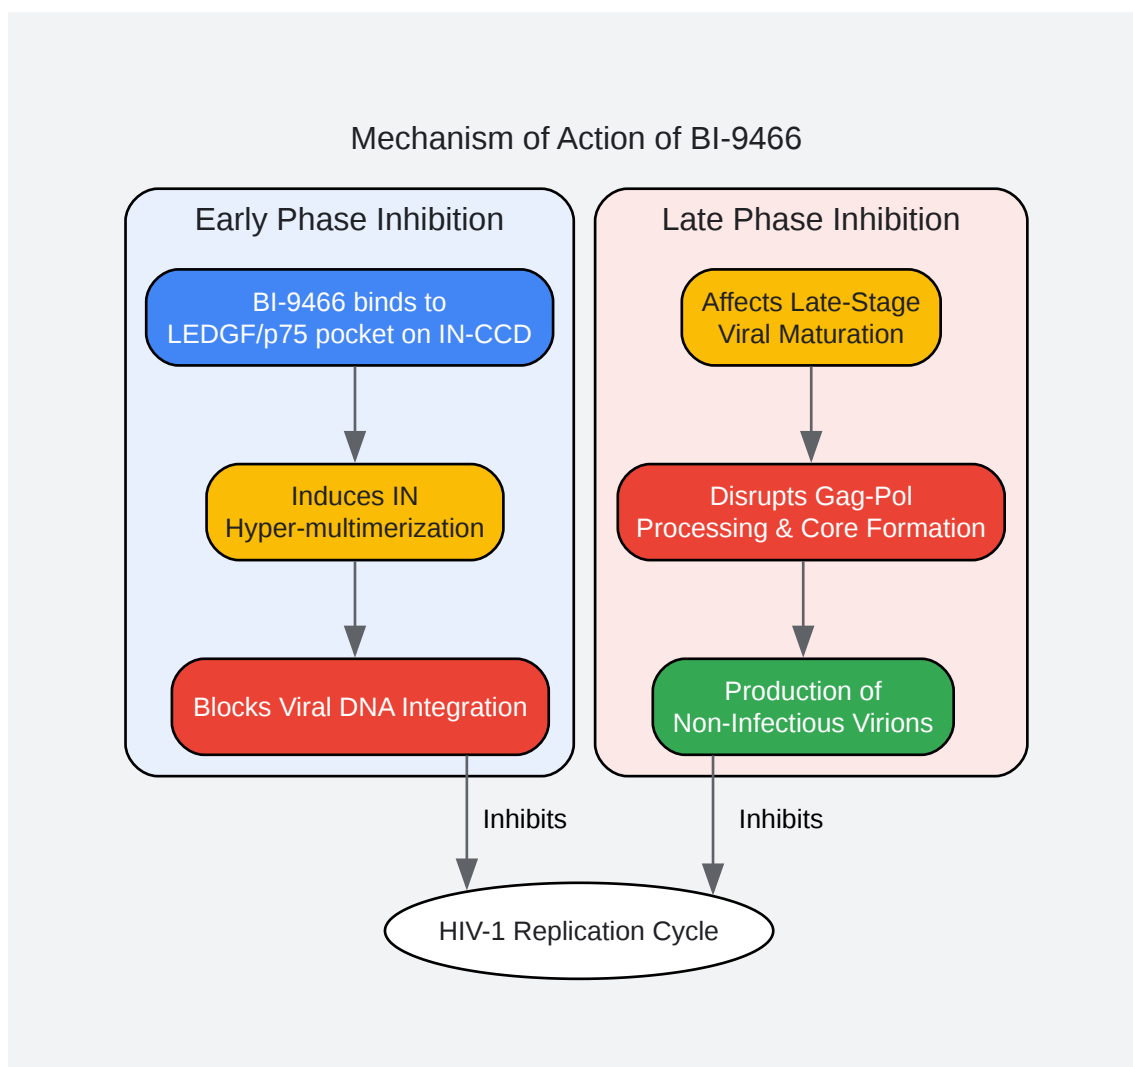 Mechanism of Action of BI-9466
Early Phase Inhibition
BI-9466 binds to
LEDGF/p75 pocket on IN-CCD
Induces IN
Hyper-multimerization
Blocks Viral DNA Integration
Inhibits
Late Phase Inhibition
Affects Late-Stage
Viral Maturation
Disrupts Gag-Pol
Processing & Core Formation
Production of
Non-Infectious Virions
Inhibits
HIV-1 Replication Cycle